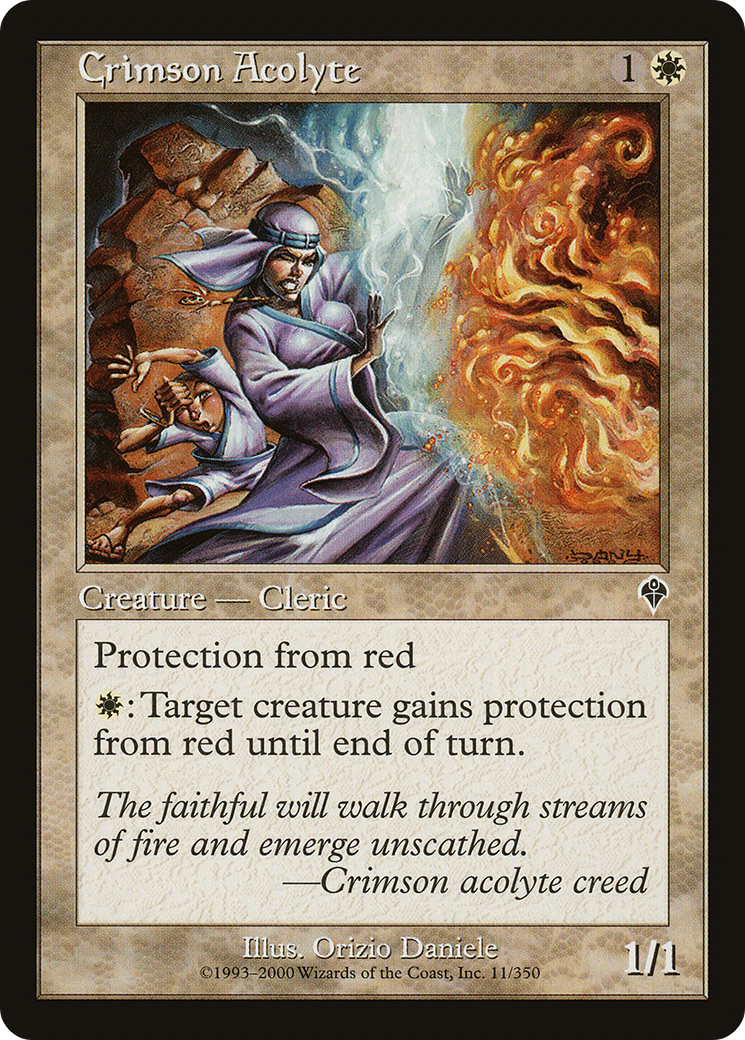 Crimson Acolyte 1
DANY.
Creature — Cleric
Protection from red
: Target creature gains protection
from red until end of turn.
The faithful will walk through streams
of fire and emerge unscathed.
—Crimson acolyte creed
Illus. Orizio Daniele
©1993–2000 Wizards of the Coast, Inc. 11/350
1/1